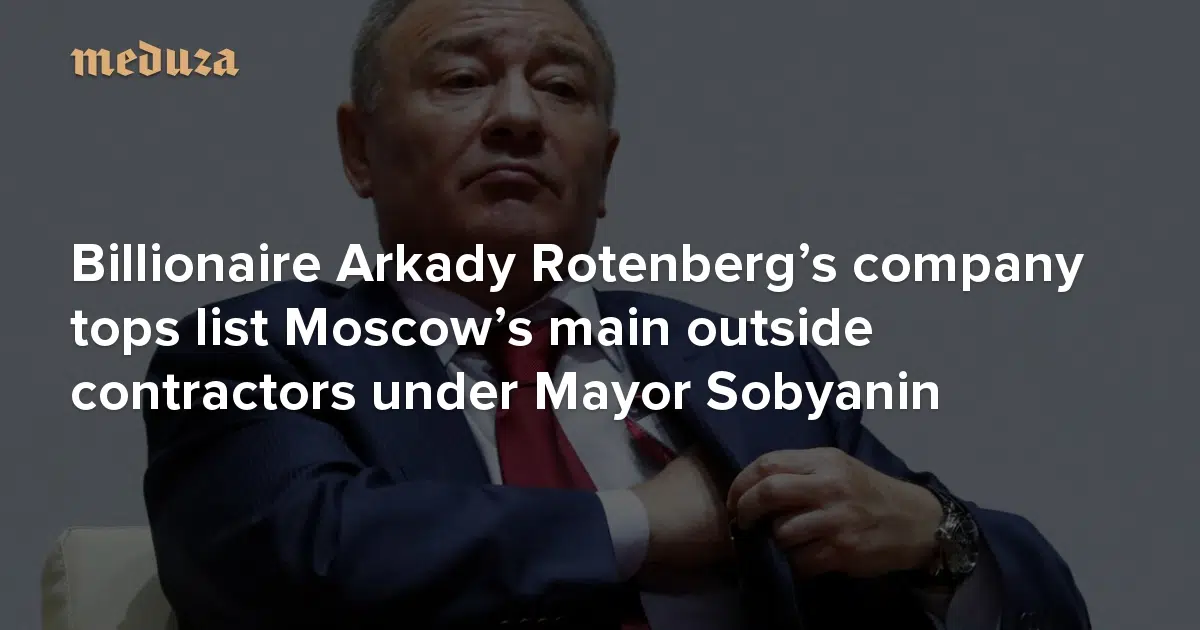 meduza
Billionaire Arkady Rotenberg’s company
tops list Moscow’s main outside
contractors under Mayor Sobyanin